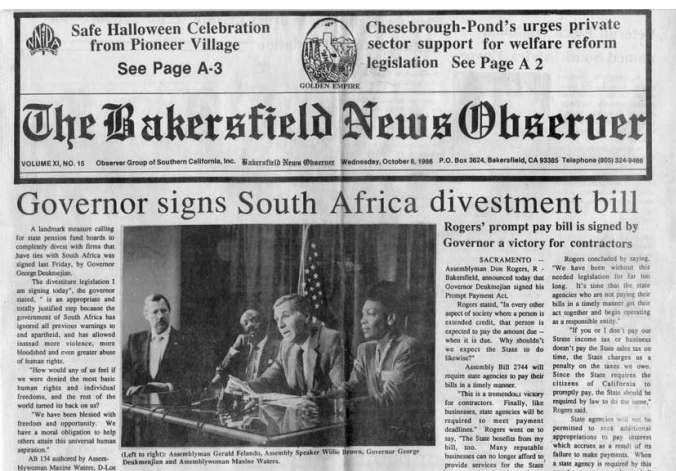 Safe Halloween Celebration
from Pioneer Village
See Page A-3
GOLDEN EMPIRE
Chesebrough-Pond's urges private
sector support for welfare reform
legislation See Page A 2
The Bakersfield News Observer
VOLUME XI, NO. 15 Observer Group of Southern California, Inc. Bakersfield News Observer Wednesday, October 8, 1986 P.O. Box 3624, Bakersfield, CA 93385 Telephone (805) 324-9466
Governor signs South Africa divestment bill
A landmark measure calling
for state pension fund boards to
completely divest with firms that
have ties with South Africa was
signed last Friday, by Governor
George Deukmejian.
The divestiture legislation I
am signing today", the governor
stated, " is an appropriate and
totally justified step because the
government of South Africa has
ignored all previous warnings to
end apartheid, and has allowed
instead more violence, more
bloodshed and even greater abuse
of human rights.
"How would any of us feel if
we were denied the most basic
human rights and individual
freedoms, and the rest of the
world turned its back on us?
"We have been blessed with
freedom and opportunity. We
have a moral obligation to help
others attain this universal human
aspiration."
AB 134 authored by Assem-
blywoman Maxine Waters, D-Los
(Left to right): Assemblyman Gerald Felando, Assembly Speaker Willie Brown, Governor George
Deukmendjian and Assemblywoman Maxine Waters.
Rogers' prompt pay bill is signed by
Governor a victory for contractors
SACRAMENTO --
Assemblyman Don Rogers, R -
Bakersfield, announced today that
Governor Deukmejian signed his
Prompt Payment Act.
Rogers stated, "In every other
aspect of society where a person is
extended credit, that person is
expected to pay the amount due --
when it is due. Why shouldn't
we expect the State to do
likewise?"
Assembly Bill 2744 will
require state agencies to pay their
bills in a timely manner.
"This is a tremendous victory
for contractors. Finally, like
businesses, state agencies will be
required to meet payment
deadlines." Rogers went on to
say, "The State benefits from my
bill, too. Many reputable
businesses can no longer afford to
provide services for the State
Rogers concluded by saying,
"We have been without this
needed legislation for far too
long. It's time that the state
agencies who are not paying their
bills in a timely manner get their
act together and begin operating
as a responsible entity."
"If you or I don't pay our
Strate income tax or business
doesn't pay the State sales tax on
time, the State charges us a
penalty on the taxes we owe.
Since the State requires the
citizens of California to
promptly pay, the State should be
required by law to do the same,"
Rogers said.
State agencies will not be
permitted to seek additional
appropriations to pay interest
which accrues as a result of its
failure to make payments. When
a state agency is required by this